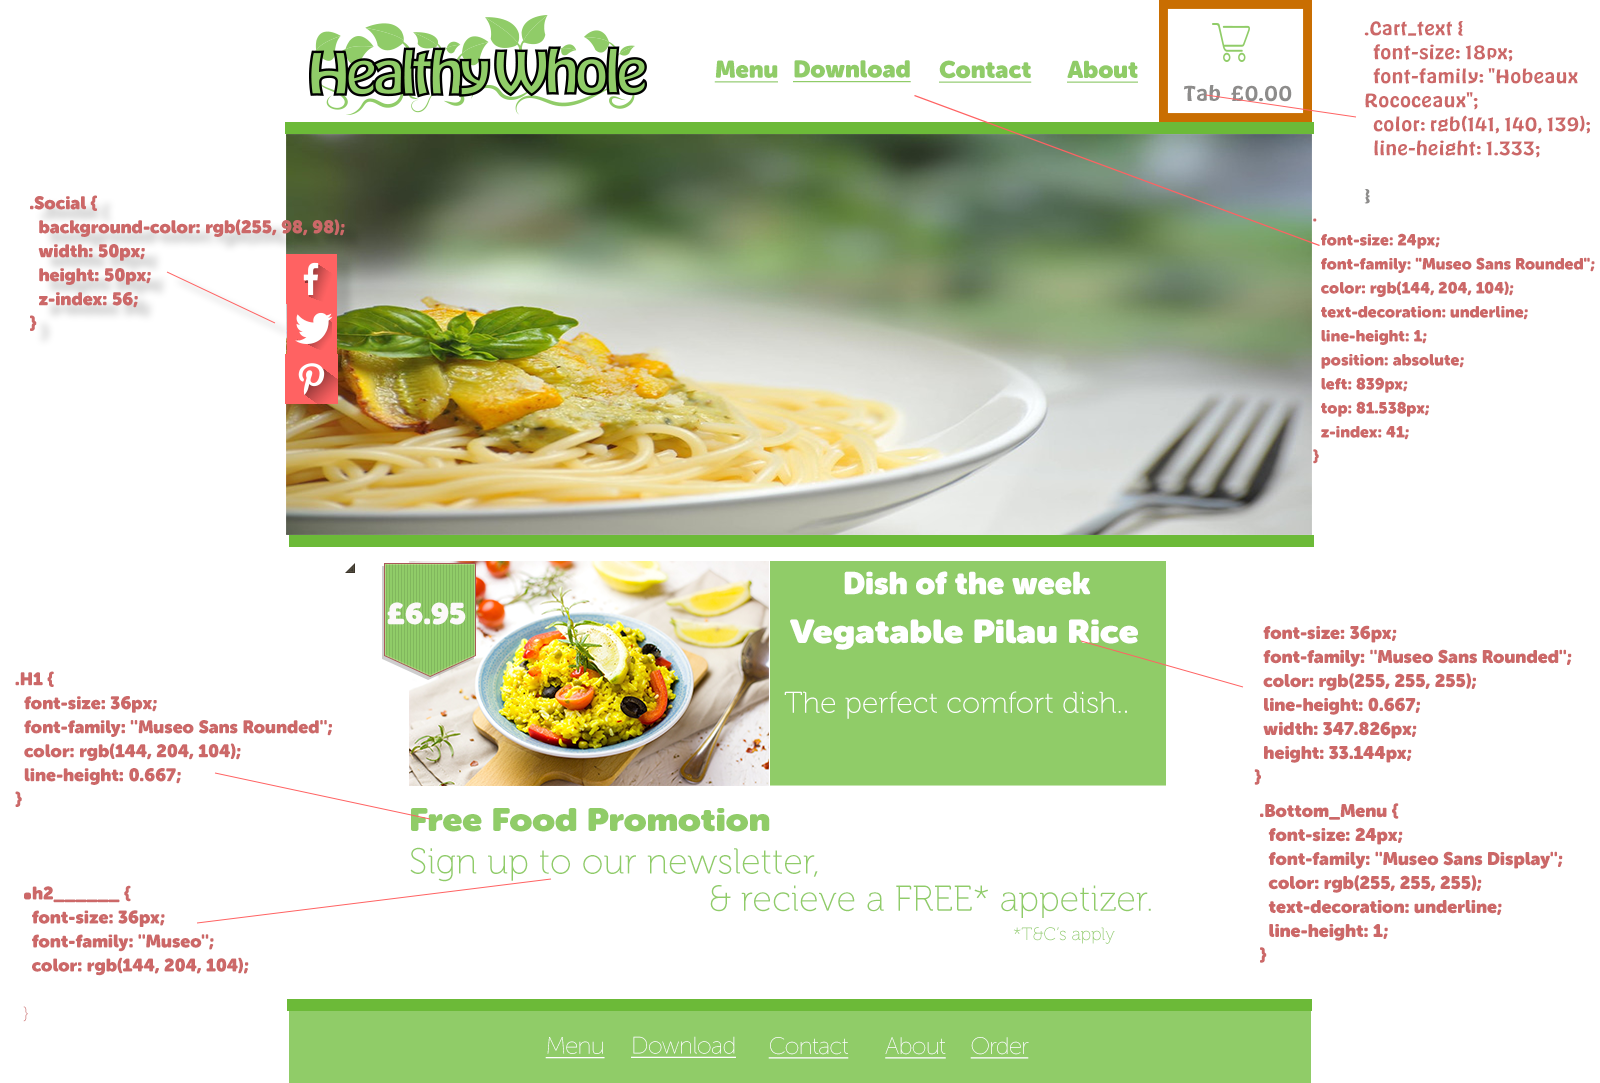 Healthy Whole
Menu Download Contact About
Tab £0.00
.Cart_text {
font-size: 18px;
font-family: "Hobeaux
Rococeaux";
color: rgb(141, 140, 139);
line-height: 1.333;
}
.Social {
background-color: rgb(255, 98, 98);
width: 50px;
height: 50px;
z-index: 56;
}
.
font-size: 24px;
font-family: "Museo Sans Rounded";
color: rgb(144, 204, 104);
text-decoration: underline;
line-height: 1;
position: absolute;
left: 839px;
top: 81.538px;
z-index: 41;
}
£6.95
Dish of the week
Vegatable Pilau Rice
The perfect comfort dish..
font-size: 36px;
font-family: "Museo Sans Rounded";
color: rgb(255, 255, 255);
line-height: 0.667;
width: 347.826px;
height: 33.144px;
}
.H1 {
font-size: 36px;
font-family: "Museo Sans Rounded";
color: rgb(144, 204, 104);
line-height: 0.667;
}
Free Food Promotion
Sign up to our newsletter,
& recieve a FREE* appetizer.
*T&C's apply
.Bottom_Menu {
font-size: 24px;
font-family: "Museo Sans Display";
color: rgb(255, 255, 255);
text-decoration: underline;
line-height: 1;
}
.h2______ {
font-size: 36px;
font-family: "Museo";
color: rgb(144, 204, 104);
}
Menu Download Contact About Order